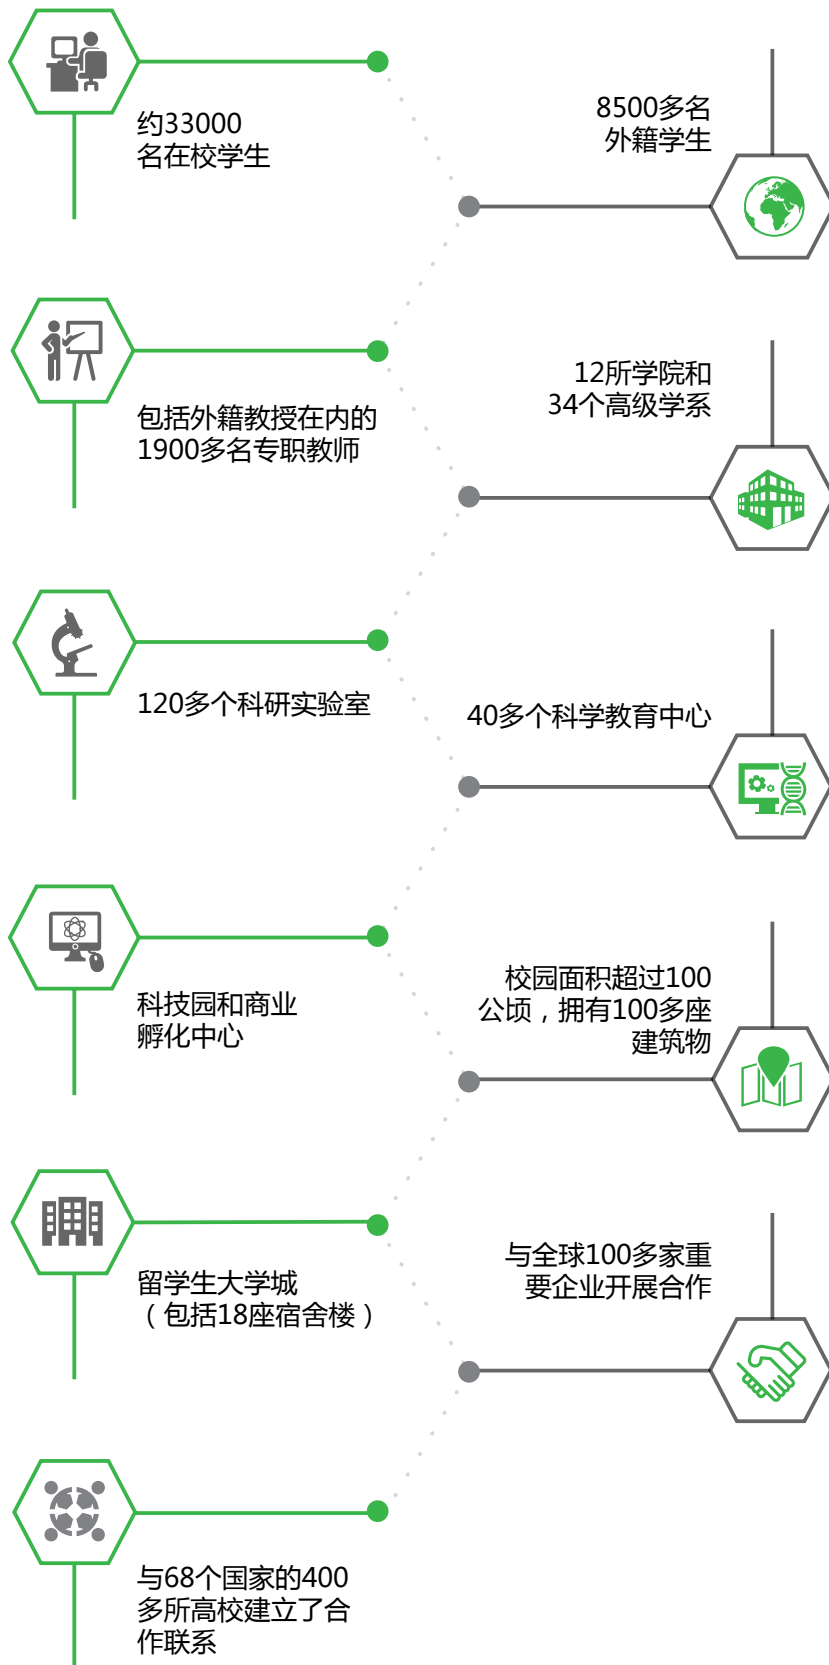 约33000
名在校学生
8500多名
外籍学生
包括外籍教授在内的
1900多名专职教师
12所学院和
34个高级学系
120多个科研实验室
40多个科学教育中心
科技园和商业
孵化中心
校园面积超过100
公顷，拥有100多座
建筑物
留学生大学城
（包括18座宿舍楼）
与全球100多家重
要企业开展合作
与68个国家的400
多所高校建立了合
作联系